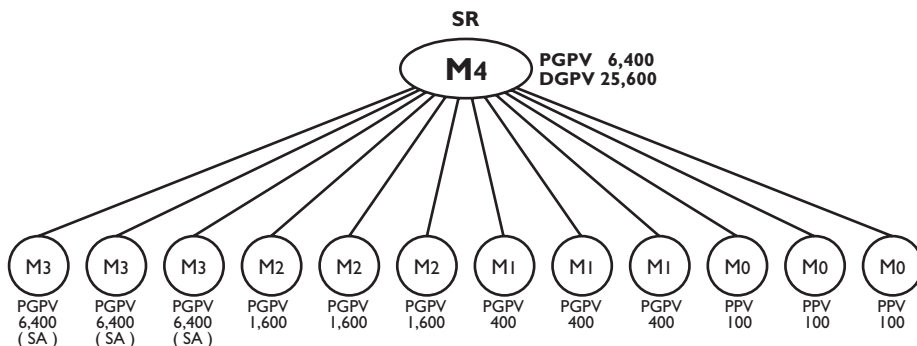 SR
M4
PGPV 6,400
DGPV 25,600
M3 M3 M3 M2 M2 M2 M1 M1 M1 M0 M0 M0
PGPV PGPV PGPV PGPV PGPV PGPV PGPV PGPV PGPV PPV PPV PPV
6,400 6,400 6,400 1,600 1,600 1,600 400 400 400 100 100 100
( SA ) ( SA ) ( SA )